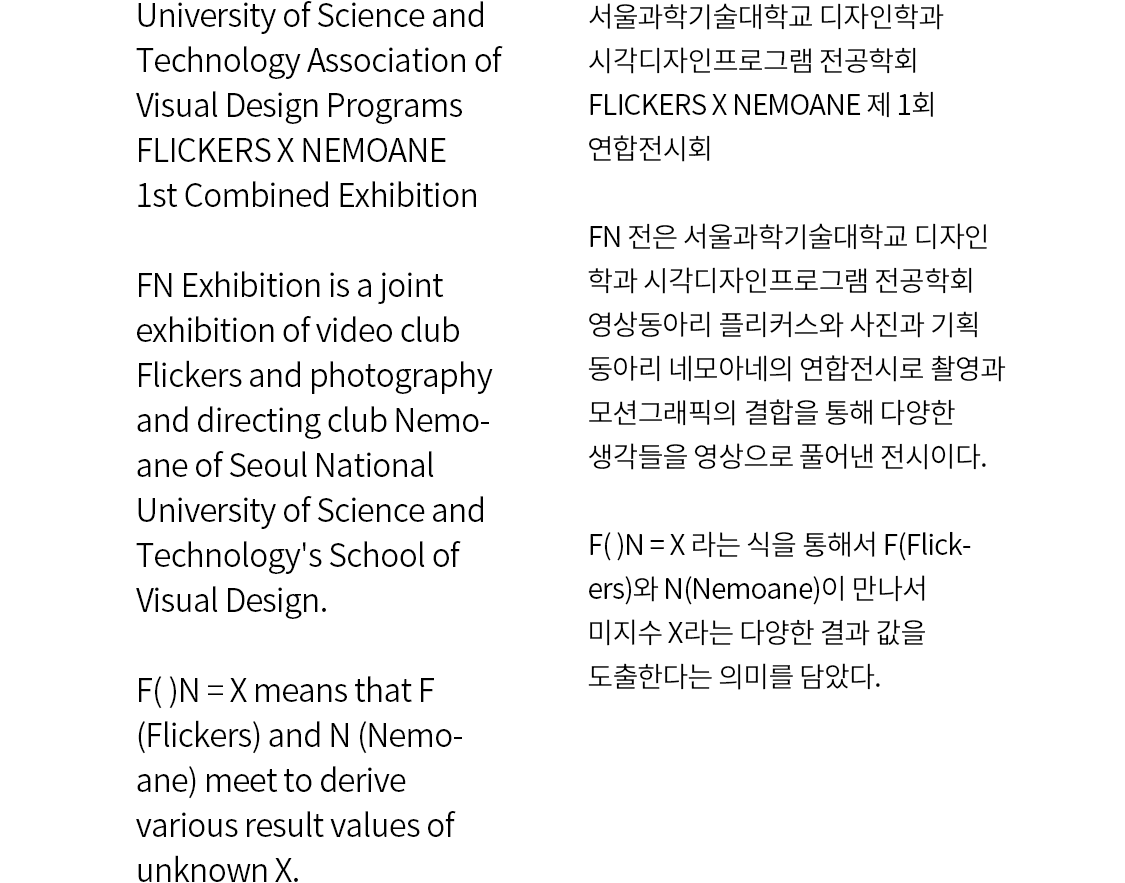 University of Science and
Technology Association of
Visual Design Programs
FLICKERS X NEMOANE
1st Combined Exhibition
FN Exhibition is a joint
exhibition of video club
Flickers and photography
and directing club Nemo-
ane of Seoul National
University of Science and
Technology's School of
Visual Design.
F( )N = X means that F
(Flickers) and N (Nemo-
ane) meet to derive
various result values of
unknown X.
서울과학기술대학교 디자인학과
시각디자인프로그램 전공학회
FLICKERS X NEMOANE 제 1회
연합전시회
FN 전은 서울과학기술대학교 디자인
학과 시각디자인프로그램 전공학회
영상동아리 플리커스와 사진과 기획
동아리 네모아네의 연합전시로 촬영과
모션그래픽의 결합을 통해 다양한
생각들을 영상으로 풀어낸 전시이다.
F( )N = X 라는 식을 통해서 F(Flick-
ers)와 N(Nemoane)이 만나서
미지수 X라는 다양한 결과 값을
도출한다는 의미를 담았다.